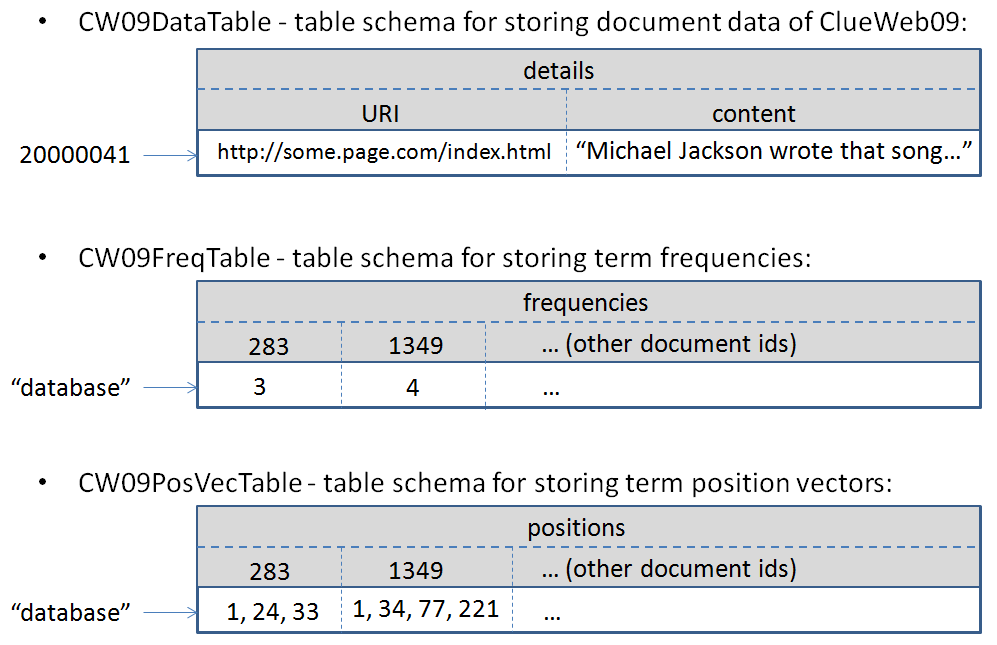 • CW09DataTable - table schema for storing document data of ClueWeb09:
details
URI content
20000041 http://some.page.com/index.html “Michael Jackson wrote that song…”
• CW09FreqTable - table schema for storing term frequencies:
frequencies
283 1349 … (other document ids)
“database” 3 4 …
• CW09PosVecTable - table schema for storing term position vectors:
positions
283 1349 … (other document ids)
“database” 1, 24, 33 1, 34, 77, 221 …